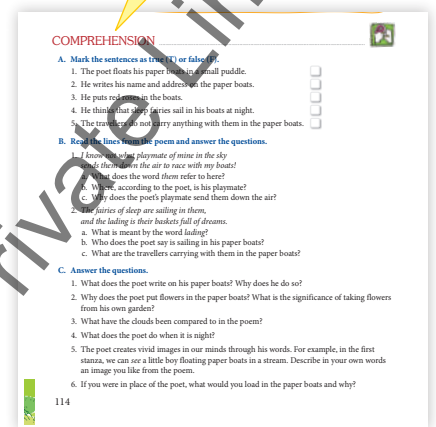 COMPREHENSION
A. Mark the sentences as true (T) or false (F).
1. The poet floats his paper boats in a small puddle.
2. He writes his name and address on the paper boats.
3. He puts red roses in the boats.
4. He thinks that sleep fairies sail in his boats at night.
5. The travellers do not carry anything with them in the paper boats.
B. Read the lines from the poem and answer the questions.
1. I know not what playmate of mine in the sky
sends them down the air to race with my boats!
a. What does the word them refer to here?
b. Where, according to the poet, is his playmate?
c. Why does the poet's playmate send them down the air?
2. The fairies of sleep are sailing in them,
and the lading is their baskets full of dreams.
a. What is meant by the word lading?
b. Who does the poet say is sailing in his paper boats?
c. What are the travellers carrying with them in the paper boats?
C. Answer the questions.
1. What does the poet write on his paper boats? Why does he do so?
2. Why does the poet put flowers in the paper boats? What is the significance of taking flowers
from his own garden?
3. What have the clouds been compared to in the poem?
4. What does the poet do when it is night?
5. The poet creates vivid images in our minds through his words. For example, in the first
stanza, we can see a little boy floating paper boats in a stream. Describe in your own words
an image you like from the poem.
6. If you were in place of the poet, what would you load in the paper boats and why?
114
rivate Li